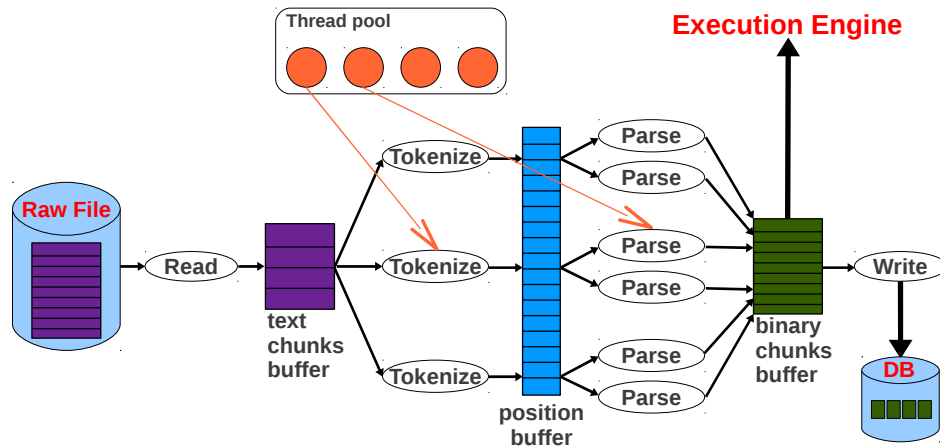 Thread pool
Execution Engine
Raw File
Read
text
chunks
buffer
Tokenize
Tokenize
Tokenize
position
buffer
Parse
Parse
Parse
Parse
Parse
Parse
binary
chunks
buffer
Write
DB